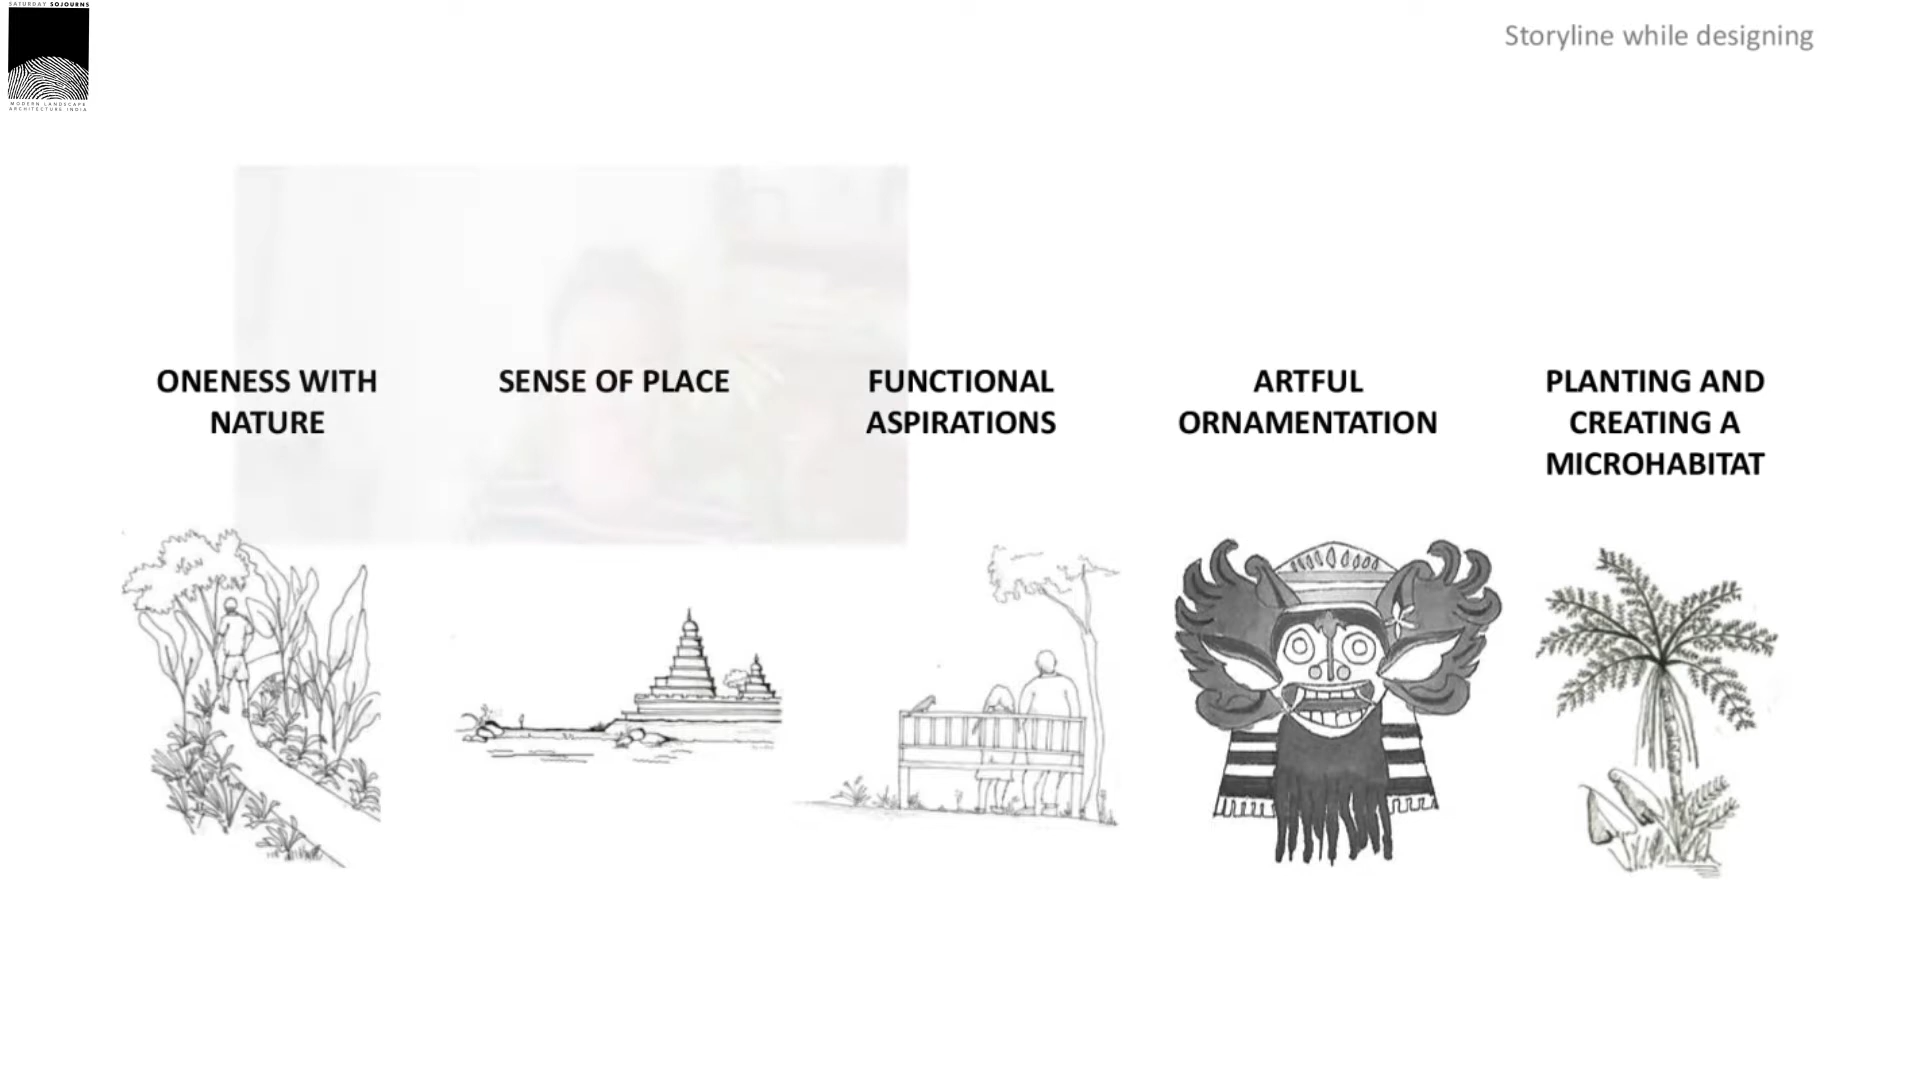 SATURDAY SOJOURNS
MODERN LANDSCAPE
ARCHITECTURE INDIA
Storyline while designing
ONENESS WITH
NATURE
SENSE OF PLACE
FUNCTIONAL
ASPIRATIONS
ARTFUL
ORNAMENTATION
PLANTING AND
CREATING A
MICROHABITAT